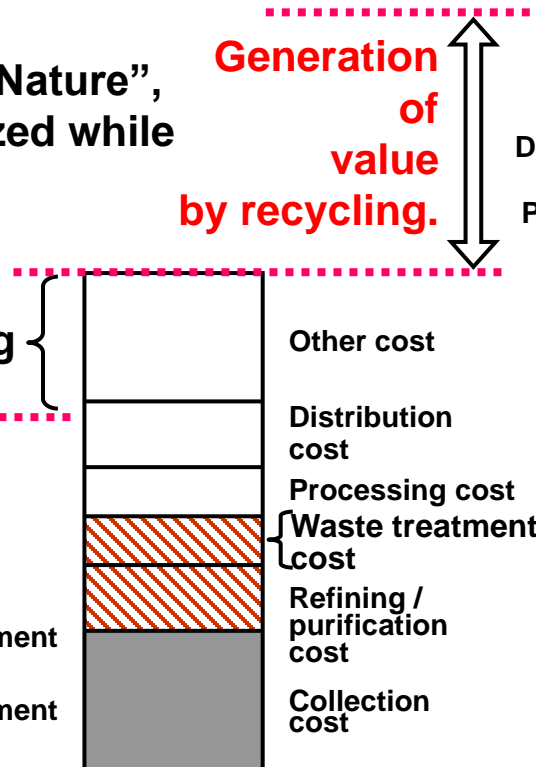 Nature”,
zed while
Generation
of
value
by recycling.
D
P
g
Other cost
Distribution
cost
Processing cost
Waste treatment
cost
Refining /
purification
cost
ment
Collection
cost
ment